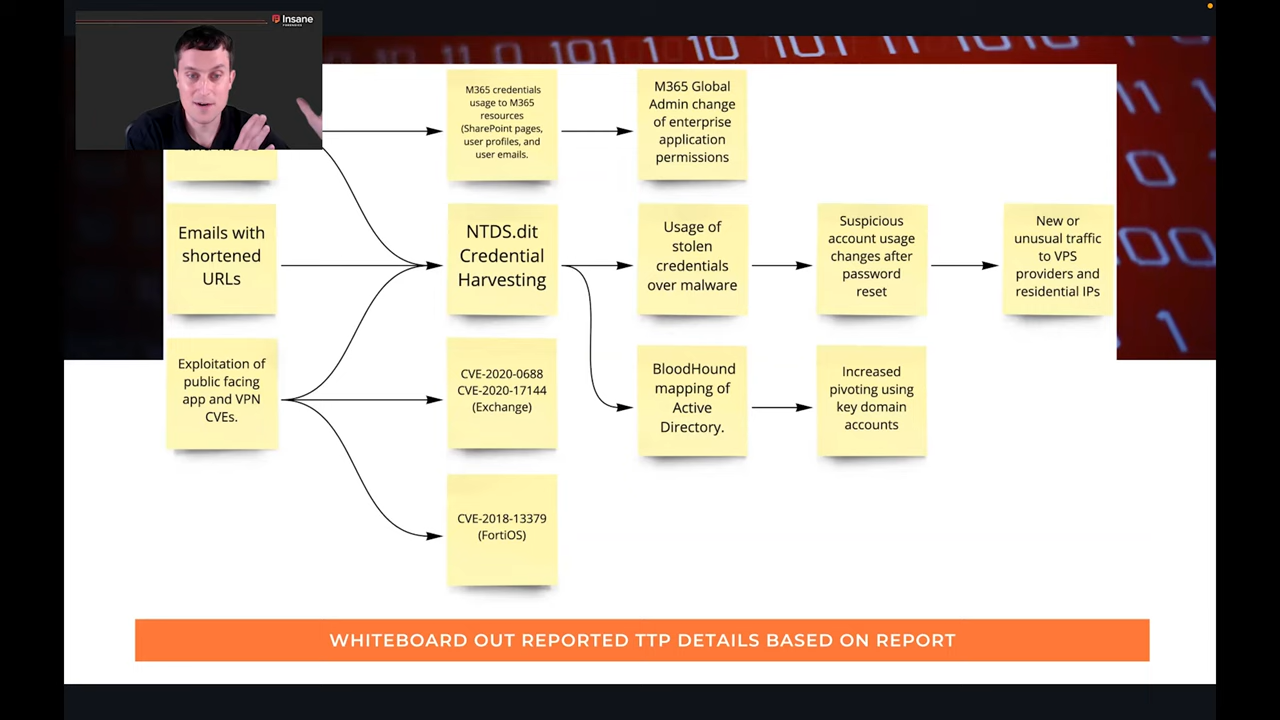 Insane
FORENSICS
M365 credentials
usage to M365
resources
(SharePoint pages,
user profiles, and
user emails.
M365 Global
Admin change
of enterprise
application
permissions
Emails with
shortened
URLs
NTDS.dit
Credential
Harvesting
Usage of
stolen
credentials
over malware
Suspicious
account usage
changes after
password
reset
New or
unusual traffic
to VPS
providers and
residential IPs
Exploitation of
public facing
app and VPN
CVEs.
CVE-2020-0688
CVE-2020-17144
(Exchange)
BloodHound
mapping of
Active
Directory.
Increased
pivoting using
key domain
accounts
CVE-2018-13379
(FortiOS)
WHITEBOARD OUT REPORTED TTP DETAILS BASED ON REPORT